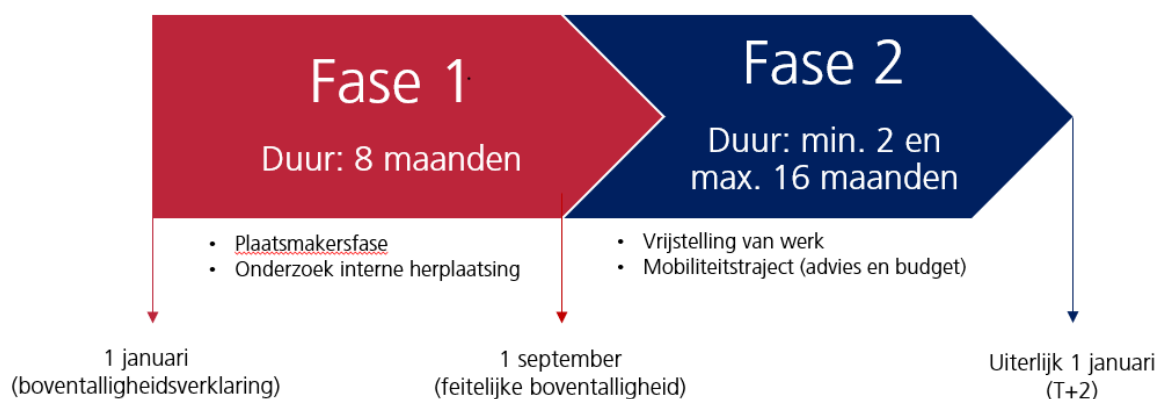 Fase 1
Duur: 8 maanden
Fase 2
Duur: min. 2 en
max. 16 maanden
• Plaatsmakersfase
• Onderzoek interne herplaatsing
• Vrijstelling van werk
• Mobiliteitstraject (advies en budget)
1 januari
(boventalligheidsverklaring)
1 september
(feitelijke boventalligheid)
Uiterlijk 1 januari
(T+2)